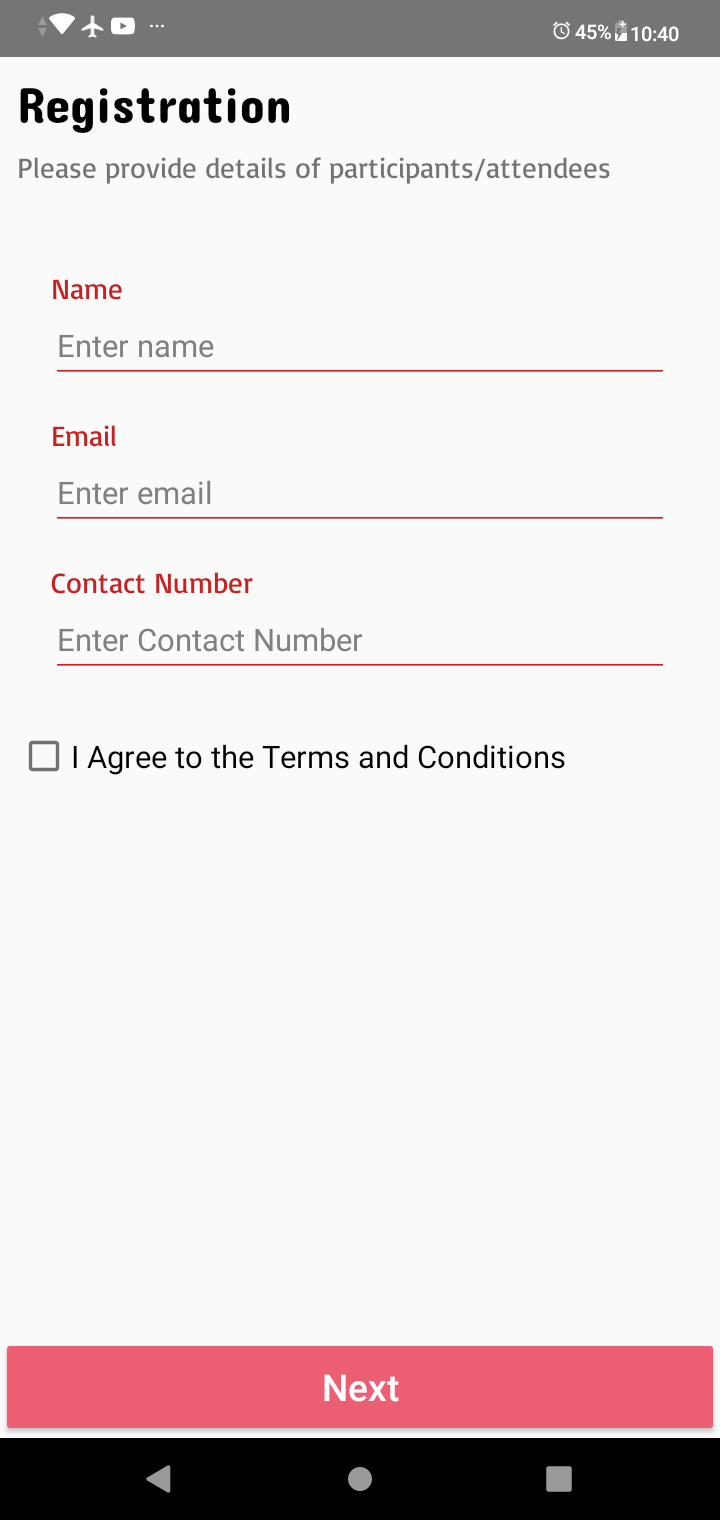 45% 10:40
Registration
Please provide details of participants/attendees
Name
Enter name
Email
Enter email
Contact Number
Enter Contact Number
I Agree to the Terms and Conditions
Next